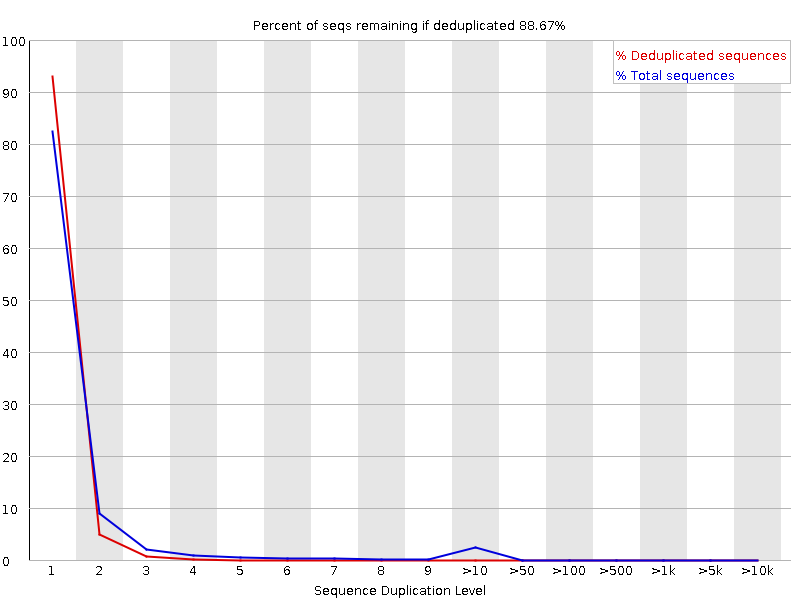 Percent of seqs remaining if deduplicated 88.67%
% Deduplicated sequences
% Total sequences
100
90
80
70
60
50
40
30
20
10
0
1 2 3 4 5 6 7 8 9 >10 >50 >100 >500 >1k >5k >10k
Sequence Duplication Level